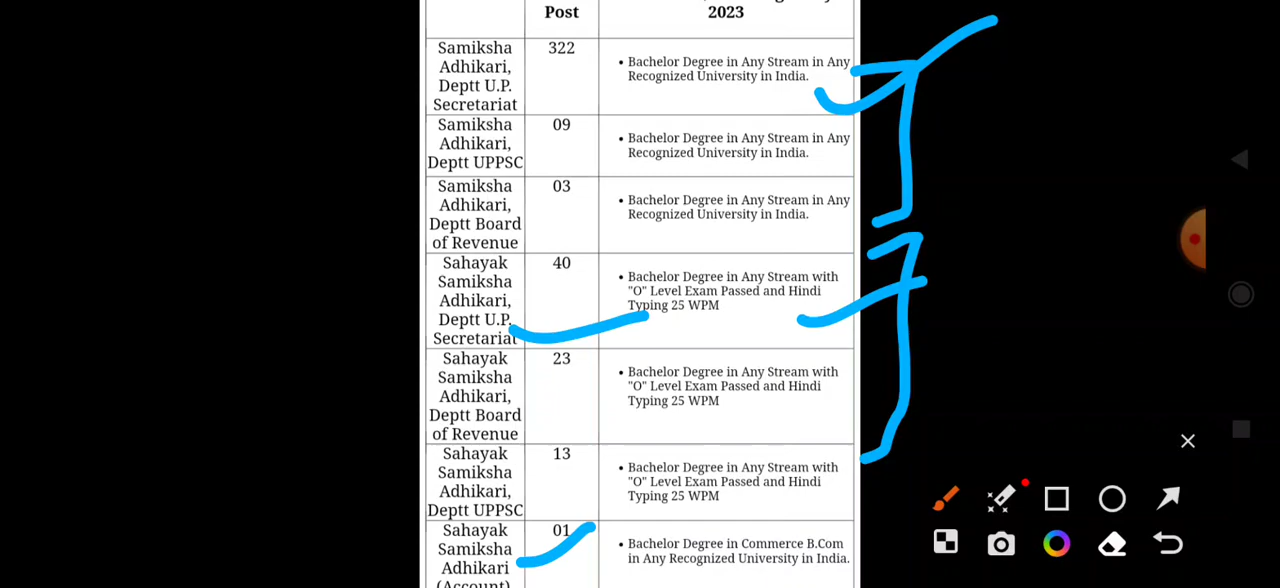 Post
2023
Samiksha
Adhikari,
Deptt U.P.
Secretariat
322
• Bachelor Degree in Any Stream in Any
Recognized University in India.
Samiksha
Adhikari,
Deptt UPPSC
09
• Bachelor Degree in Any Stream in Any
Recognized University in India.
Samiksha
Adhikari,
Deptt Board
of Revenue
03
• Bachelor Degree in Any Stream in Any
Recognized University in India.
Sahayak
Samiksha
Adhikari,
Deptt U.P.
Secretariat
40
• Bachelor Degree in Any Stream with
"O" Level Exam Passed and Hindi
Typing 25 WPM
Sahayak
Samiksha
Adhikari,
Deptt Board
of Revenue
23
• Bachelor Degree in Any Stream with
"O" Level Exam Passed and Hindi
Typing 25 WPM
Sahayak
Samiksha
Adhikari,
Deptt UPPSC
13
• Bachelor Degree in Any Stream with
"O" Level Exam Passed and Hindi
Typing 25 WPM
Sahayak
Samiksha
Adhikari
(Account)
01
• Bachelor Degree in Commerce B.Com
in Any Recognized University in India.